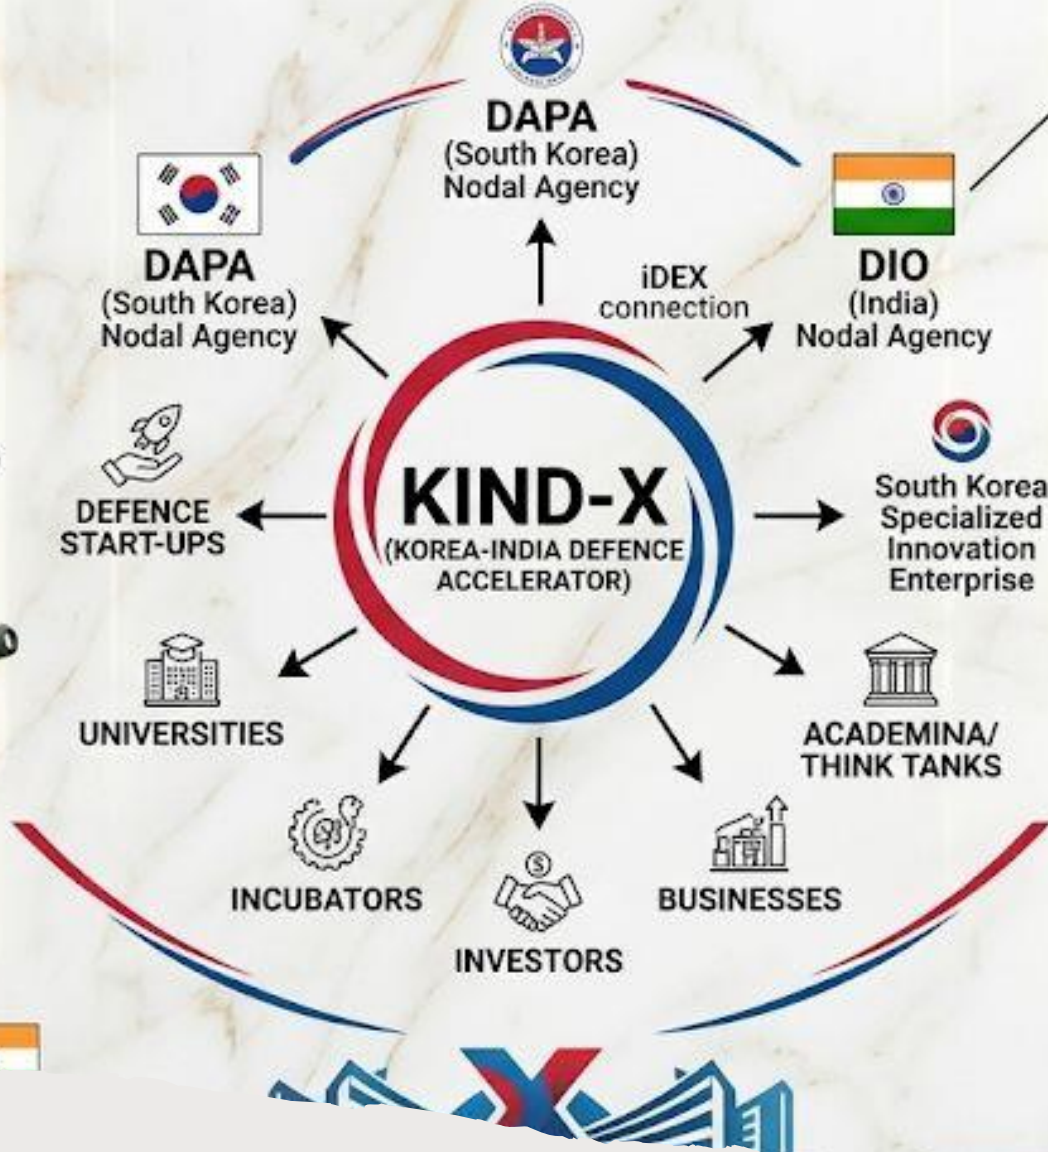 DAPA
(South Korea)
Nodal Agency
DAPA
(South Korea)
Nodal Agency
iDEX
connection
DIO
(India)
Nodal Agency
KIND-X
(KOREA-INDIA DEFENCE
ACCELERATOR)
DEFENCE
START-UPS
South Korea
Specialized
Innovation
Enterprise
UNIVERSITIES
ACADEMINA/
THINK TANKS
INCUBATORS
$
INVESTORS
BUSINESSES
X